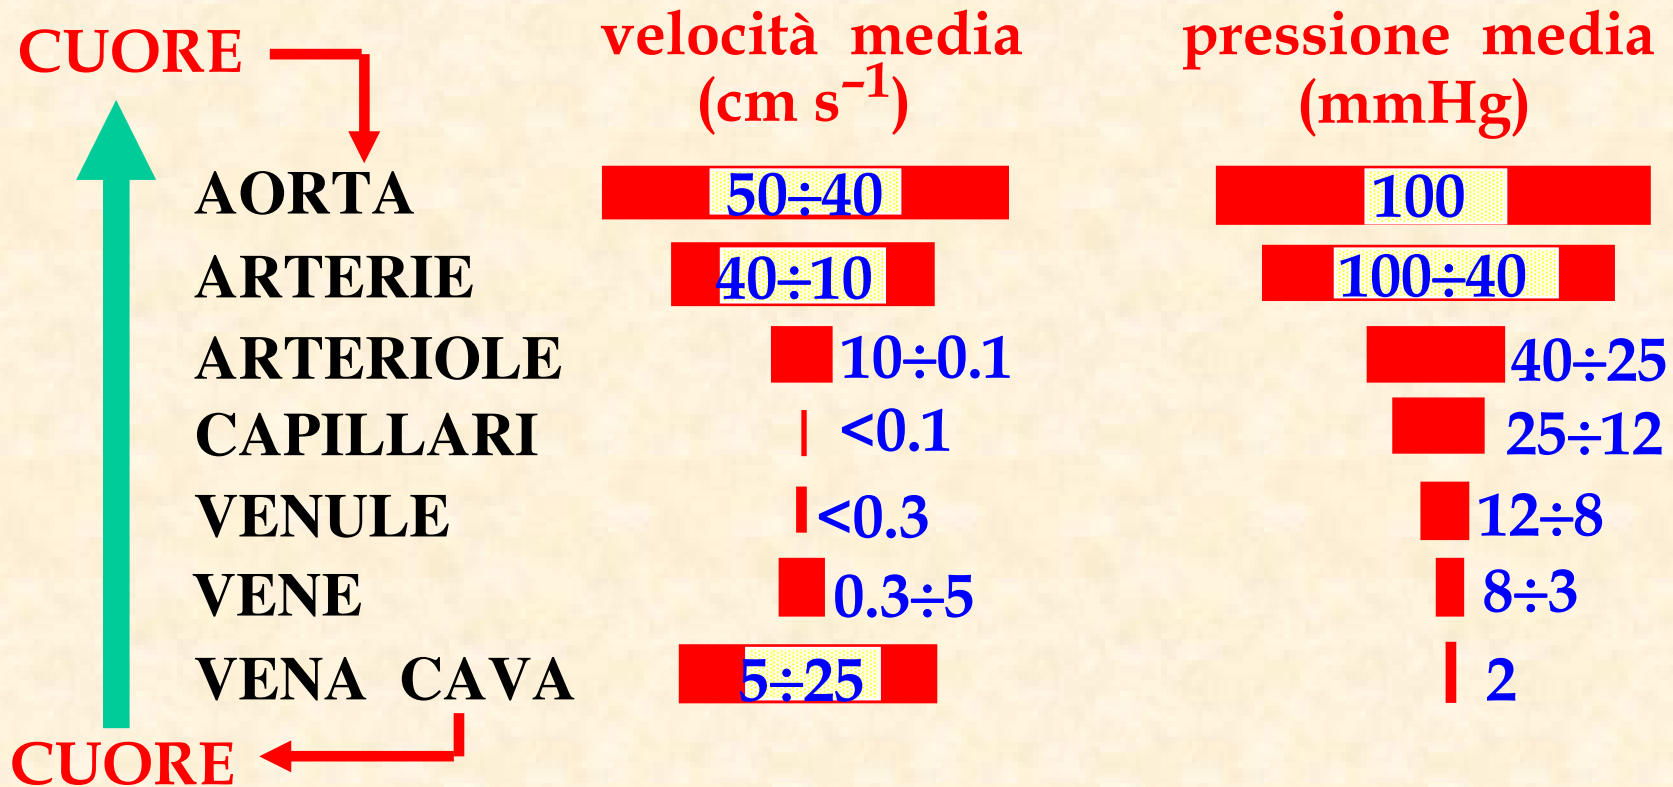 CUORE velocità media pressione media
(cm s⁻¹) (mmHg)
AORTA 50÷40 100
ARTERIE 40÷10 100÷40
ARTERIOLE 10÷0.1 40÷25
CAPILLARI <0.1 25÷12
VENULE <0.3 12÷8
VENE 0.3÷5 8÷3
VENA CAVA 5÷25 2
CUORE